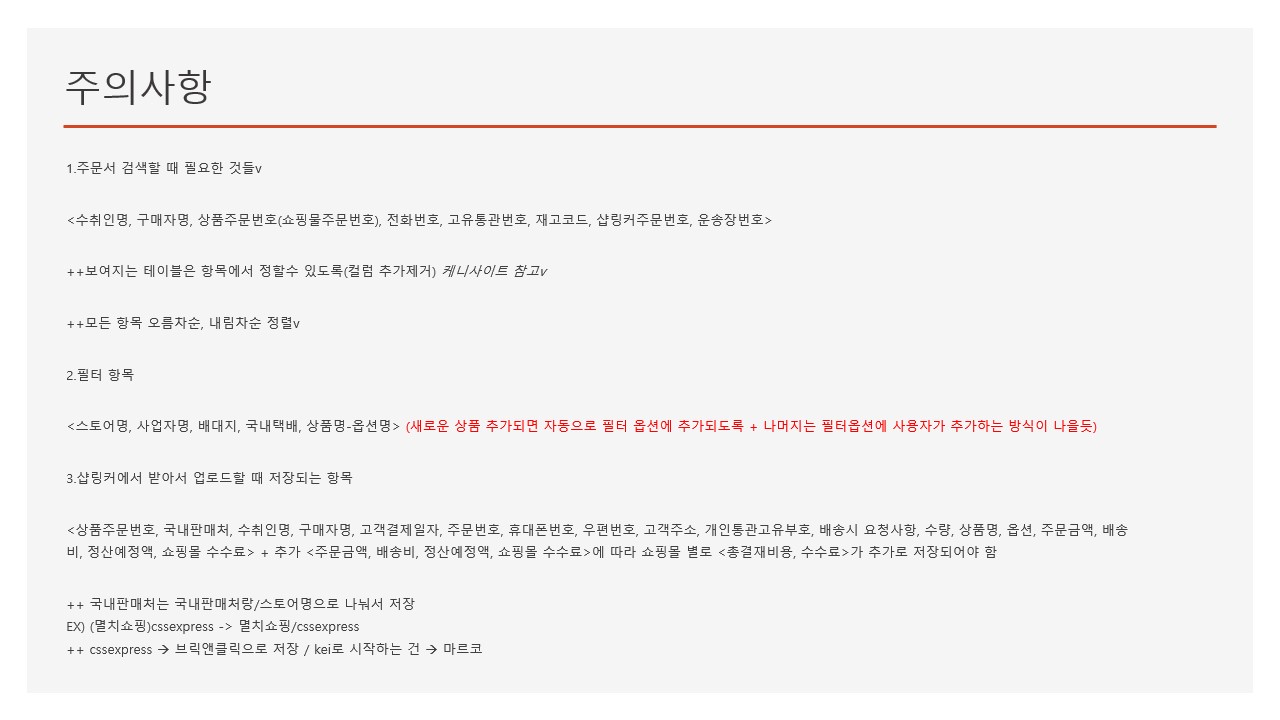 주의사항
1.주문서 검색할 때 필요한 것들v
<수취인명, 구매자명, 상품주문번호(쇼핑몰주문번호), 전화번호, 고유통관번호, 재고코드, 샵링커주문번호, 운송장번호>
++보여지는 테이블은 항목에서 정할수 있도록(컬럼 추가제거) 케니사이트 참고v
++모든 항목 오름차순, 내림차순 정렬v
2.필터 항목
<스토어명, 사업자명, 배대지, 국내택배, 상품명-옵션명> (새로운 상품 추가되면 자동으로 필터 옵션에 추가되도록 + 나머지는 필터옵션에 사용자가 추가하는 방식이 나을듯)
3.샵링커에서 받아서 업로드할 때 저장되는 항목
<상품주문번호, 국내판매처, 수취인명, 구매자명, 고객결제일자, 주문번호, 휴대폰번호, 우편번호, 고객주소, 개인통관고유부호, 배송시 요청사항, 수량, 상품명, 옵션, 주문금액, 배송
비, 정산예정액, 쇼핑몰 수수료> + 추가 <주문금액, 배송비, 정산예정액, 쇼핑몰 수수료>에 따라 쇼핑몰 별로 <총결재비용, 수수료>가 추가로 저장되어야 함
++ 국내판매처는 국내판매처랑/스토어명으로 나눠서 저장
EX) (멸치쇼핑)cssexpress -> 멸치쇼핑/cssexpress
++ cssexpress → 브릭앤클릭으로 저장 / kei로 시작하는 건 → 마르코